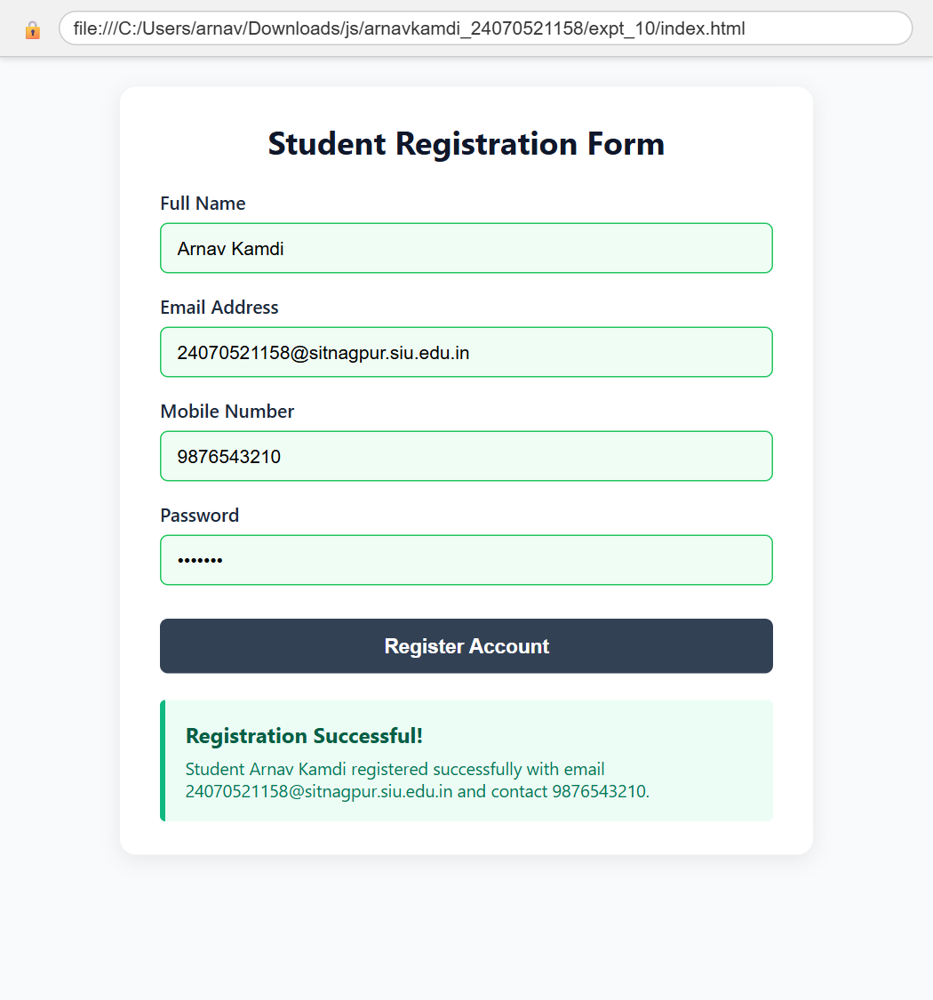 file:///C:/Users/arnav/Downloads/js/arnavkamdi_24070521158/expt_10/index.html
Student Registration Form
Full Name
Arnav Kamdi
Email Address
24070521158@sitnagpur.siu.edu.in
Mobile Number
9876543210
Password
•••••••
Register Account
Registration Successful!
Student Arnav Kamdi registered successfully with email
24070521158@sitnagpur.siu.edu.in and contact 9876543210.